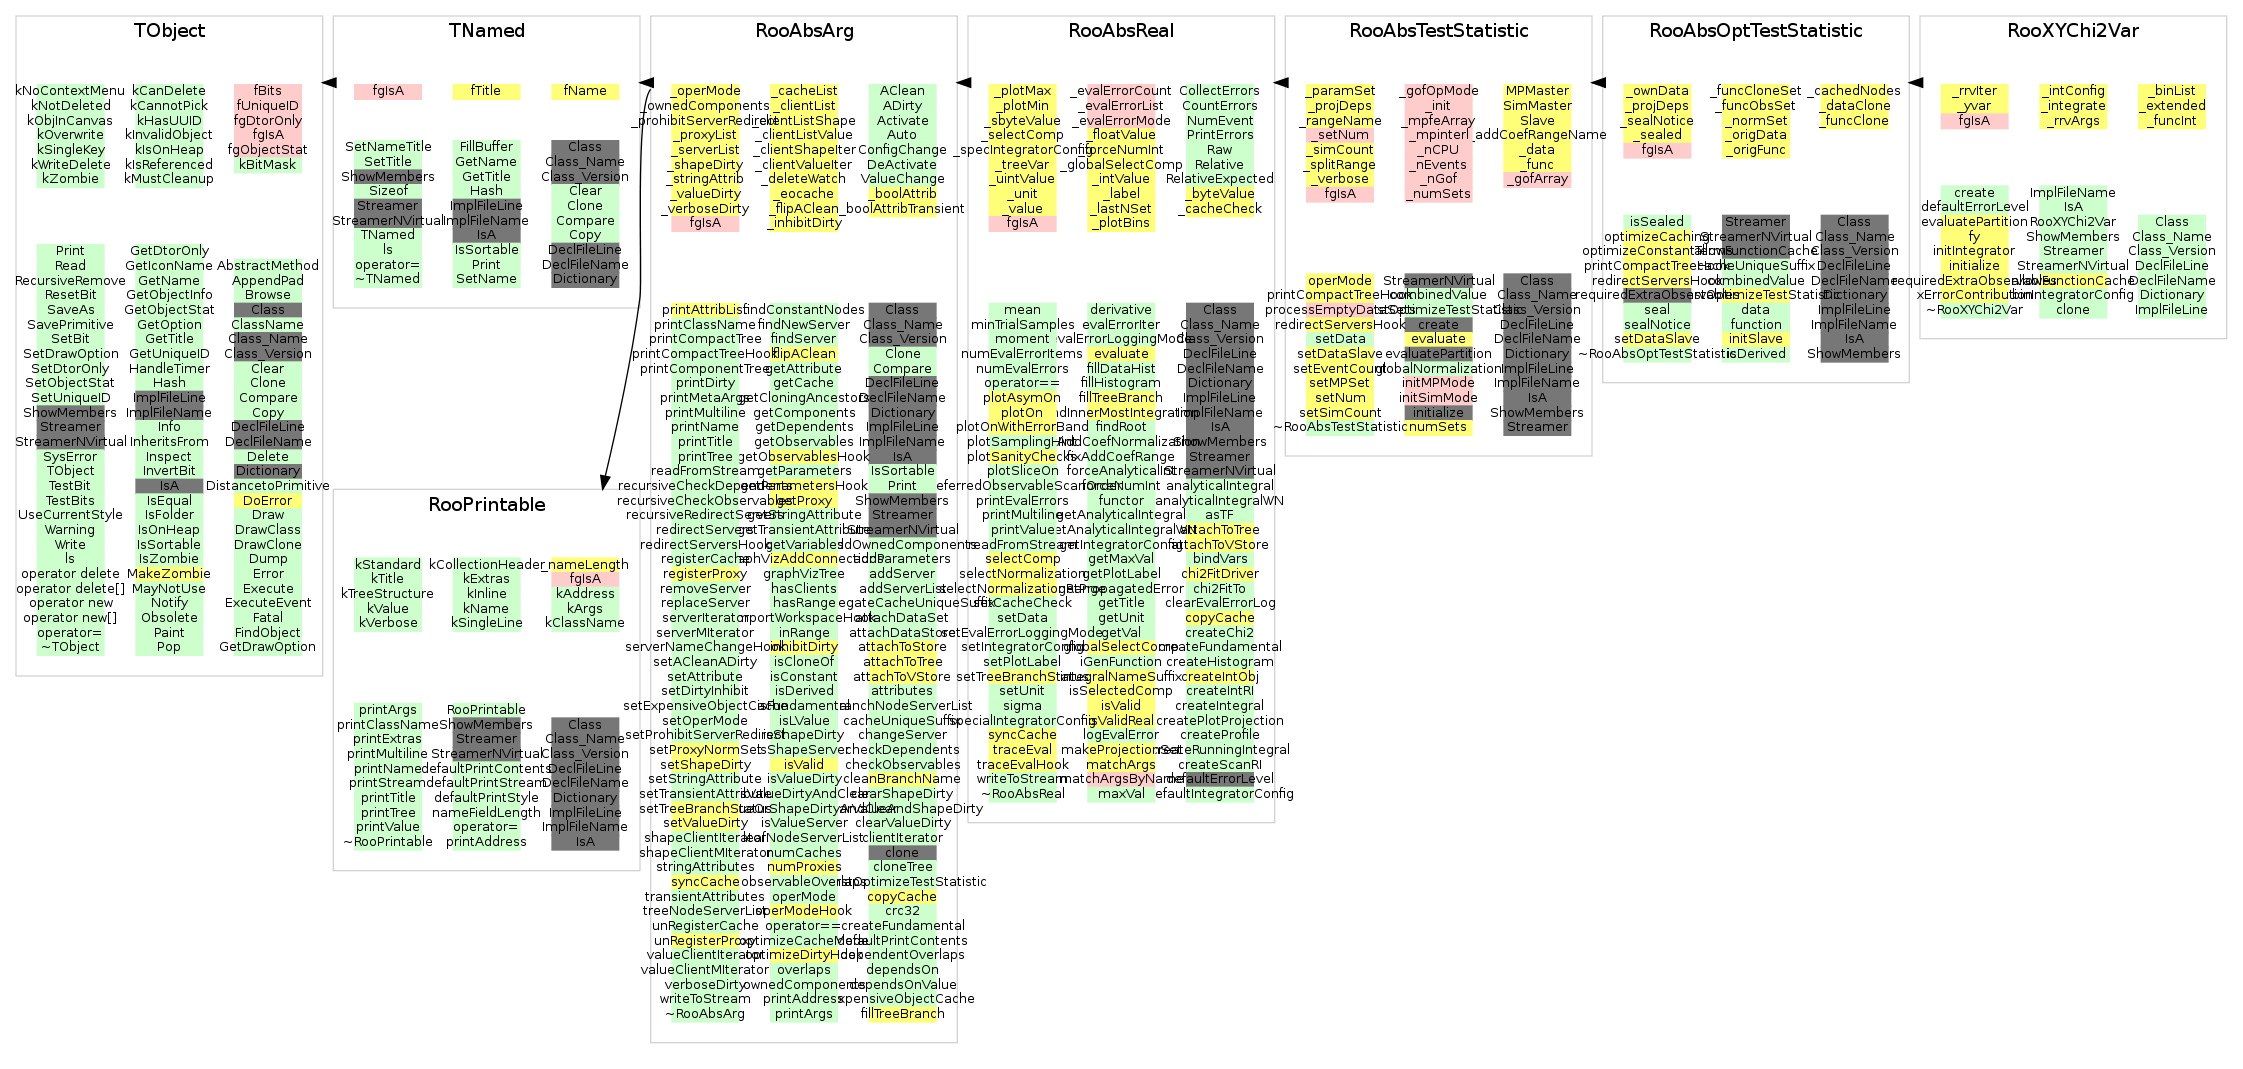 TObject
kNoContextMenu
kNotDeleted
kObjInCanvas
kOverwrite
kSingleKey
kWriteDelete
kZombie
kCanDelete
kCannotPick
kHasUUID
kInvalidObject
kIsOnHeap
kIsReferenced
kMustCleanup
fBits
fUniqueID
fgDtorOnly
fgIsA
fgObjectStat
kBitMask
Print
Read
RecursiveRemove
ResetBit
SaveAs
SavePrimitive
SetBit
SetDrawOption
SetDtorOnly
SetObjectStat
SetUniqueID
ShowMembers
Streamer
StreamerNVirtual
SysError
TObject
TestBit
TestBits
UseCurrentStyle
Warning
Write
ls
operator delete
operator delete[]
operator new
operator new[]
operator=
~TObject
GetDtorOnly
GetIconName
GetName
GetObjectInfo
GetObjectStat
GetOption
GetTitle
GetUniqueID
HandleTimer
Hash
ImplFileLine
ImplFileName
Info
InheritsFrom
Inspect
InvertBit
IsA
IsEqual
IsFolder
IsOnHeap
IsSortable
IsZombie
MakeZombie
MayNotUse
Notify
Obsolete
Paint
Pop
AbstractMethod
AppendPad
Browse
Class
ClassName
Class_Name
Class_Version
Clear
Clone
Compare
Copy
DeclFileLine
DeclFileName
Delete
Dictionary
DistancetoPrimitive
DoError
Draw
DrawClass
DrawClone
Dump
Error
Execute
ExecuteEvent
Fatal
FindObject
GetDrawOption
TNamed
fgIsA
fTitle
fName
SetNameTitle
SetTitle
ShowMembers
Sizeof
Streamer
StreamerNVirtual
TNamed
ls
operator=
~TNamed
FillBuffer
GetName
GetTitle
Hash
ImplFileLine
ImplFileName
IsA
IsSortable
Print
SetName
Class
Class_Name
Class_Version
Clear
Clone
Compare
Copy
DeclFileLine
DeclFileName
Dictionary
RooPrintable
kStandard
kTitle
kTreeStructure
kValue
kVerbose
kCollectionHeader
kExtras
kInline
kName
kSingleLine
_nameLength
fgIsA
kAddress
kArgs
kClassName
printArgs
printClassName
printExtras
printMultiline
printName
printStream
printTitle
printTree
printValue
~RooPrintable
RooPrintable
ShowMembers
Streamer
StreamerNVirtual
defaultPrintContents
defaultPrintStream
defaultPrintStyle
nameFieldLength
operator=
printAddress
Class
Class_Name
Class_Version
DeclFileLine
DeclFileName
Dictionary
ImplFileLine
ImplFileName
IsA
RooAbsArg
_operMode
_ownedComponents
_prohibitServerRedirect
_proxyList
_serverList
_shapeDirty
_stringAttrib
_valueDirty
_verboseDirty
fgIsA
_cacheList
_clientList
_clientListValue
_clientShapeIter
_clientValueIter
_deleteWatch
_eocache
_flipAClean
_inhibitDirty
AClean
ADirty
Activate
Auto
ConfigChange
DeActivate
ValueChange
_boolAttrib
_boolAttribTransient
printAttribList
printClassName
printCompactTree
printCompactTreeHook
printComponentTree
printDirty
printMetaArgs
printMultiline
printName
printTitle
printTree
readFromStream
recursiveCheckDependents
recursiveCheckObservables
recursiveRedirectServers
redirectServers
redirectServersHook
registerCache
registerProxy
removeServer
replaceServer
serverIterator
serverMIterator
serverNameChangeHook
setACleanADirty
setAttribute
setDirtyInhibit
setExpensiveObjectCache
setOperMode
setProhibitServerRedirect
setProxyNormSet
setShapeDirty
setStringAttribute
setTransientAttribute
setTreeBranchStatus
setValueDirty
shapeClientIterator
shapeClientMIterator
stringAttributes
syncCache
transientAttributes
treeNodeServerList
unRegisterCache
unRegisterProxy
valueClientIterator
valueClientMIterator
verboseDirty
writeToStream
~RooAbsArg
findConstantNodes
findNewServer
findServer
flipAClean
getAttribute
getCache
getCloningAncestors
getComponents
getDependents
getObservables
getObservablesHook
getParameters
getParametersHook
getProxy
getStringAttribute
getTransientAttribute
getVariables
graphVizTree
hasClients
hasRange
inRange
inhibitDirty
isCloneOf
isConstant
isDerived
isFundamental
isLValue
isShapeDirty
isShapeServer
isValid
isValueDirty
isValueDirtyAndClear
isValueServer
leafNodeServerList
numCaches
numProxies
observableOverlaps
operMode
operModeHook
operator==
optimizeCacheMode
optimizeDirtyHook
overlaps
ownedComponents
printAddress
printArgs
Class
Class_Name
Class_Version
Clone
Compare
DeclFileLine
DeclFileName
Dictionary
ImplFileLine
ImplFileName
IsA
IsSortable
Print
ShowMembers
Streamer
StreamerNVirtual
addOwnedComponents
addParameters
addServer
addServerList
attachDataSet
attachDataStore
attachToStore
attachToTree
attachToVStore
attributes
branchNodeServerList
cacheUniqueSuffix
changeServer
checkDependents
checkObservables
cleanBranchName
clearShapeDirty
clearValueDirty
clientIterator
clone
cloneTree
copyCache
crc32
createFundamental
defaultPrintContents
dependentOverlaps
dependsOn
dependsOnValue
expensiveObjectCache
fillTreeBranch
RooAbsReal
_plotMax
_plotMin
_sbyteValue
_selectComp
_specIntegratorConfig
_treeVar
_uintValue
_unit
_value
fgIsA
_evalErrorCount
_evalErrorList
_evalErrorMode
_floatValue
_forceNumInt
_globalSelectComp
_intValue
_label
_lastNSet
_plotBins
CollectErrors
CountErrors
NumEvent
PrintErrors
Raw
Relative
RelativeExpected
_byteValue
_cacheCheck
mean
minTrialSamples
moment
numEvalErrorItems
numEvalErrors
operator==
plotAsymOn
plotOn
plotOnWithErrorBand
plotSamplingHint
plotSanityChecks
plotSliceOn
printEvalErrors
printMultiline
printValue
readFromStream
selectComp
selectNormalization
selectNormalizationRange
setCacheCheck
setData
setEvalErrorLoggingMode
setIntegratorConfig
setPlotLabel
setTreeBranchStatus
setUnit
sigma
specialIntegratorConfig
syncCache
traceEval
traceEvalHook
writeToStream
~RooAbsReal
derivative
evalErrorIter
evalErrorLoggingMode
evaluate
fillDataHist
fillHistogram
fillTreeBranch
findInnerMostIntegration
findRoot
fixAddCoefNormalization
fixAddCoefRange
forceAnalyticalInt
forceNumInt
functor
getAnalyticalIntegral
getAnalyticalIntegralWN
getIntegratorConfig
getMaxVal
getPlotLabel
getPropagatedError
getTitle
getUnit
getVal
globalSelectComp
iGenFunction
integralNameSuffix
isSelectedComp
isValid
isValidReal
logEvalError
makeProjectionSet
matchArgs
matchArgsByName
maxVal
Class
Class_Name
Class_Version
DeclFileLine
DeclFileName
Dictionary
ImplFileLine
ImplFileName
IsA
ShowMembers
Streamer
StreamerNVirtual
analyticalIntegral
analyticalIntegralWN
asTF
attachToTree
attachToVStore
bindVars
chi2FitDriver
chi2FitTo
clearEvalErrorLog
copyCache
createChi2
createFundamental
createHistogram
createIntObj
createIntRI
createIntegral
createPlotProjection
createProfile
createRunningIntegral
createScanRI
defaultErrorLevel
defaultIntegratorConfig
RooAbsTestStatistic
_paramSet
_projDeps
_rangeName
_setNum
_simCount
_splitRange
_verbose
fgIsA
_gofOpMode
_init
_mpfeArray
_mpinterl
_nCPU
_nEvents
_nGof
_numSets
MPMaster
SimMaster
Slave
_addCoefRangeName
_data
_func
_gofArray
operMode
printCompactTreeHook
processEmptyDataSets
redirectServersHook
setData
setDataSlave
setEventCount
setMPSet
setNum
setSimCount
~RooAbsTestStatistic
StreamerNVirtual
combinedValue
create
evaluate
evaluatePartition
globalNormalization
initMPMode
initSimMode
initialize
numSets
Class
Class_Name
Class_Version
DeclFileLine
DeclFileName
Dictionary
ImplFileLine
ImplFileName
IsA
ShowMembers
Streamer
RooAbsOptTestStatistic
_ownData
_projDeps
_sealNotice
_sealed
fgIsA
_funcCloneSet
_funcObsSet
_normSet
_origData
_origFunc
_cachedNodes
_dataClone
_funcClone
isSealed
optimizeCaching
optimizeConstantTerms
printCompactTreeHook
redirectServersHook
requiredExtraObservables
seal
sealNotice
setDataSlave
~RooAbsOptTestStatistic
Streamer
StreamerNVirtual
cacheUniqueSuffix
combinedValue
data
function
initSlave
isDerived
Class
Class_Name
Class_Version
DeclFileLine
DeclFileName
Dictionary
ImplFileLine
ImplFileName
IsA
ShowMembers
RooXYChi2Var
_rrvIter
_yvar
fgIsA
_intConfig
_integrate
_rrvArgs
_binList
_extended
_funcInt
create
defaultErrorLevel
evaluatePartition
fy
initIntegrator
initialize
requiredExtraObservables
xErrorContribution
~RooXYChi2Var
ImplFileName
IsA
RooXYChi2Var
ShowMembers
Streamer
StreamerNVirtual
allowFunctionCache
binIntegratorConfig
clone
Class
Class_Name
Class_Version
DeclFileLine
DeclFileName
Dictionary
ImplFileLine